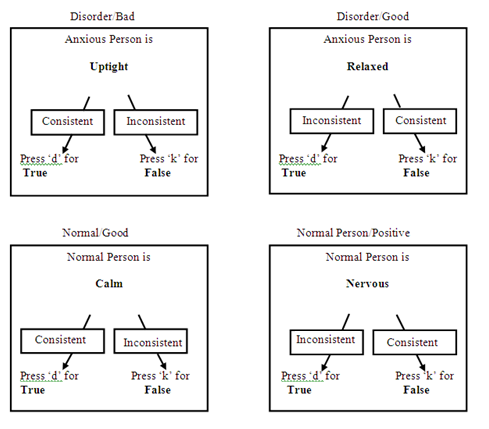 Disorder/Bad
Anxious Person is
Uptight
Consistent Inconsistent
Press ‘d’ for Press ‘k’ for
True False
Disorder/Good
Anxious Person is
Relaxed
Inconsistent Consistent
Press ‘d’ for Press ‘k’ for
True False
Normal/Good
Normal Person is
Calm
Consistent Inconsistent
Press ‘d’ for Press ‘k’ for
True False
Normal Person/Positive
Normal Person is
Nervous
Inconsistent Consistent
Press ‘d’ for Press ‘k’ for
True False